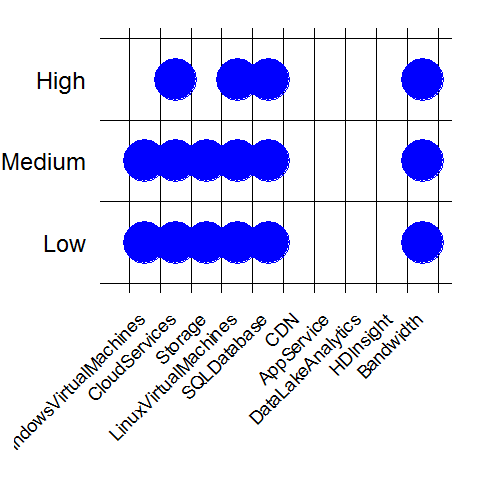 High
Medium
Low
ndowsVirtualMachines
CloudServices
Storage
LinuxVirtualMachines
SQLDatabase
CDN
AppService
DataLakeAnalytics
HDInsight
Bandwidth